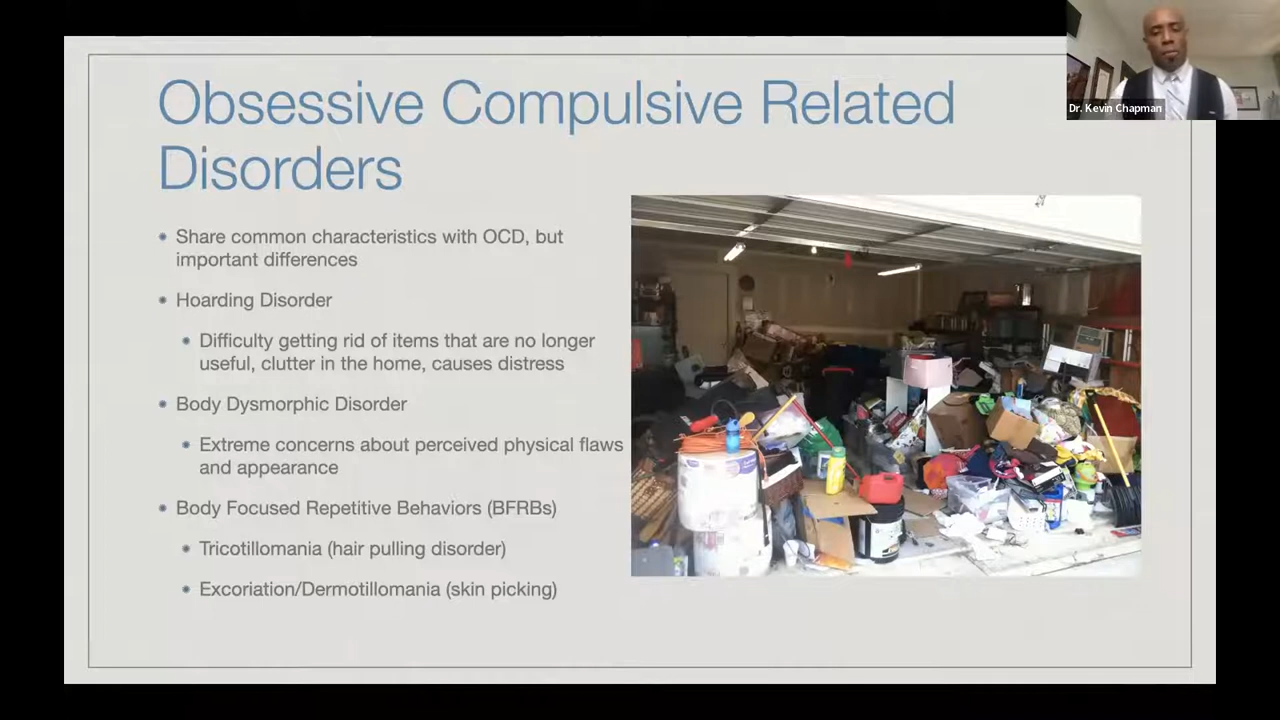 Obsessive Compulsive Related
Disorders
Dr. Kevin Chapman
Share common characteristics with OCD, but
important differences
Hoarding Disorder
Difficulty getting rid of items that are no longer
useful, clutter in the home, causes distress
Body Dysmorphic Disorder
Extreme concerns about perceived physical flaws
and appearance
Body Focused Repetitive Behaviors (BFRBs)
Tricotillomania (hair pulling disorder)
Excoriation/Dermotillomania (skin picking)